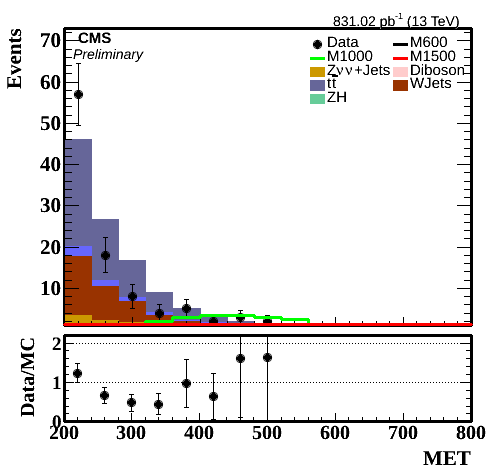 831.02 pb-1 (13 TeV)
CMS
Preliminary
Data
M600
M1000
M1500
Zνν+Jets
Diboson
tt
WJets
ZH
Events
70
60
50
40
30
20
10
Data/MC
2
1
0
200 300 400 500 600 700 800
MET